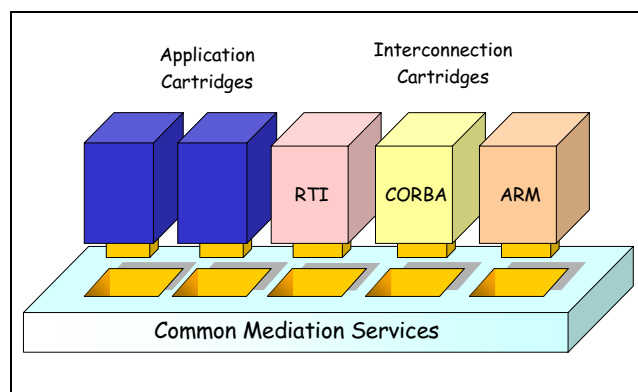 Application
Cartridges
Interconnection
Cartridges
RTI
CORBA
ARM
Common Mediation Services